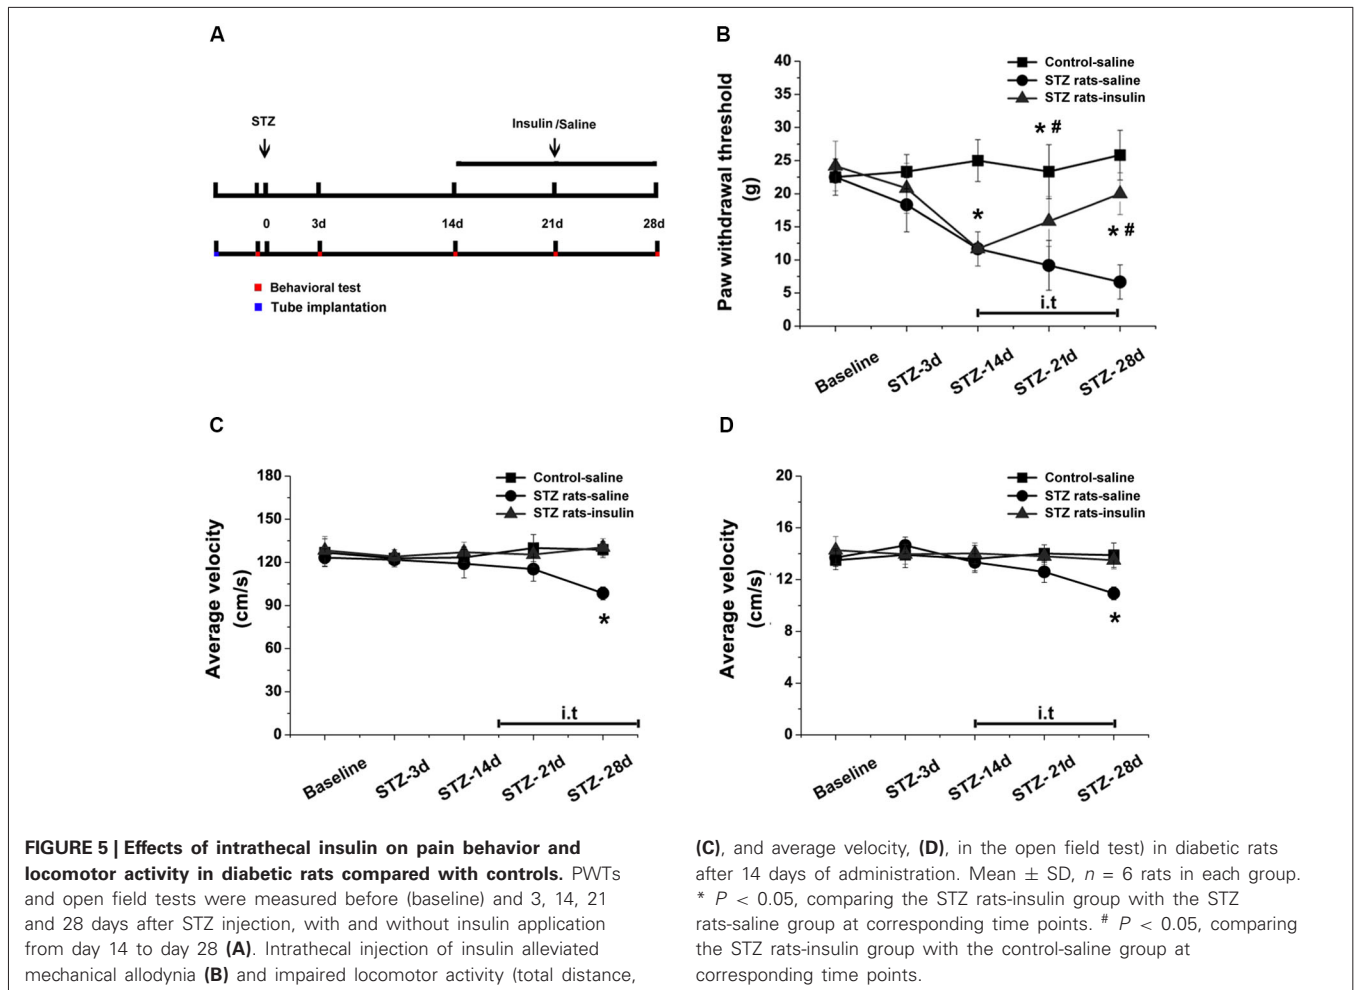 A
STZ
Insulin/Saline
0 3d 14d 21d 28d
Behavioral test
Tube implantation
B
Paw withdrawal threshold
(g)
40
35
30
25
20
15
10
5
0
Control-saline
STZ rats-saline
STZ rats-insulin
* #
*
* #
i.t
Baseline STZ-3d STZ-14d STZ-21d STZ-28d
C
Average velocity
(cm/s)
180
150
120
90
60
30
0
Control-saline
STZ rats-saline
STZ rats-insulin
*
i.t
Baseline STZ-3d STZ-14d STZ-21d STZ-28d
D
Average velocity
(cm/s)
20
16
12
8
4
0
Control-saline
STZ rats-saline
STZ rats-insulin
*
i.t
Baseline STZ-3d STZ-14d STZ-21d STZ-28d
FIGURE 5 | Effects of intrathecal insulin on pain behavior and
locomotor activity in diabetic rats compared with controls. PWTs
and open field tests were measured before (baseline) and 3, 14, 21
and 28 days after STZ injection, with and without insulin application
from day 14 to day 28 (A). Intrathecal injection of insulin alleviated
mechanical allodynia (B) and impaired locomotor activity (total distance,
(C), and average velocity, (D), in the open field test) in diabetic rats
after 14 days of administration. Mean ± SD, n = 6 rats in each group.
* P < 0.05, comparing the STZ rats-insulin group with the STZ
rats-saline group at corresponding time points. # P < 0.05, comparing
the STZ rats-insulin group with the control-saline group at
corresponding time points.